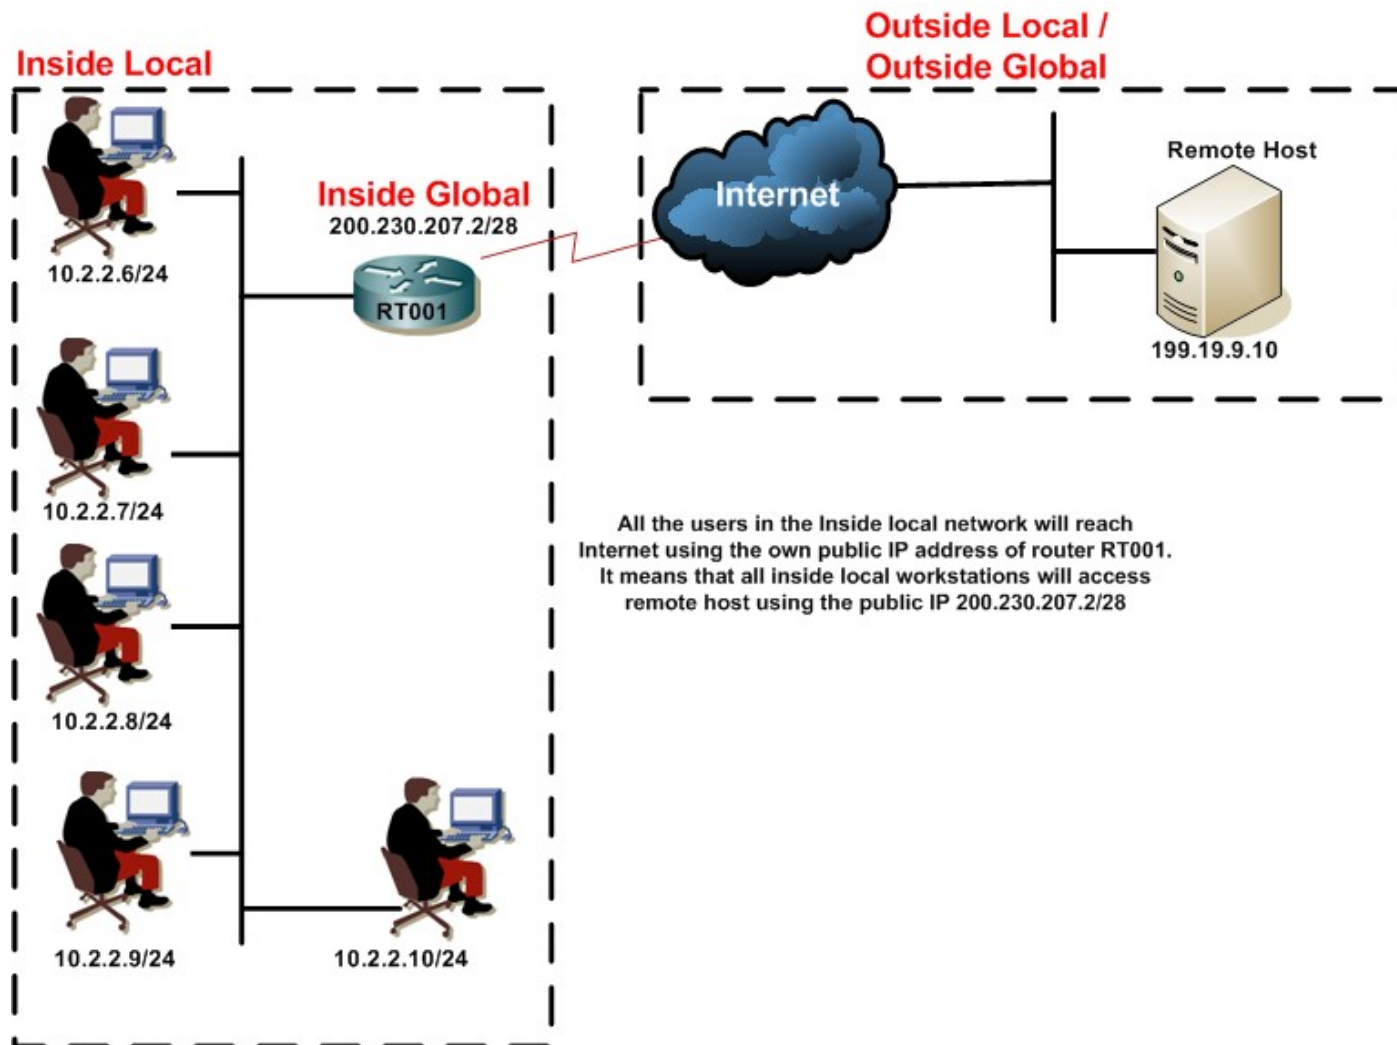 Inside Local
Outside Local /
Outside Global
Inside Global
200.230.207.2/28
RT001
Internet
Remote Host
199.19.9.10
10.2.2.6/24
10.2.2.7/24
10.2.2.8/24
10.2.2.9/24
10.2.2.10/24
All the users in the Inside local network will reach
Internet using the own public IP address of router RT001.
It means that all inside local workstations will access
remote host using the public IP 200.230.207.2/28